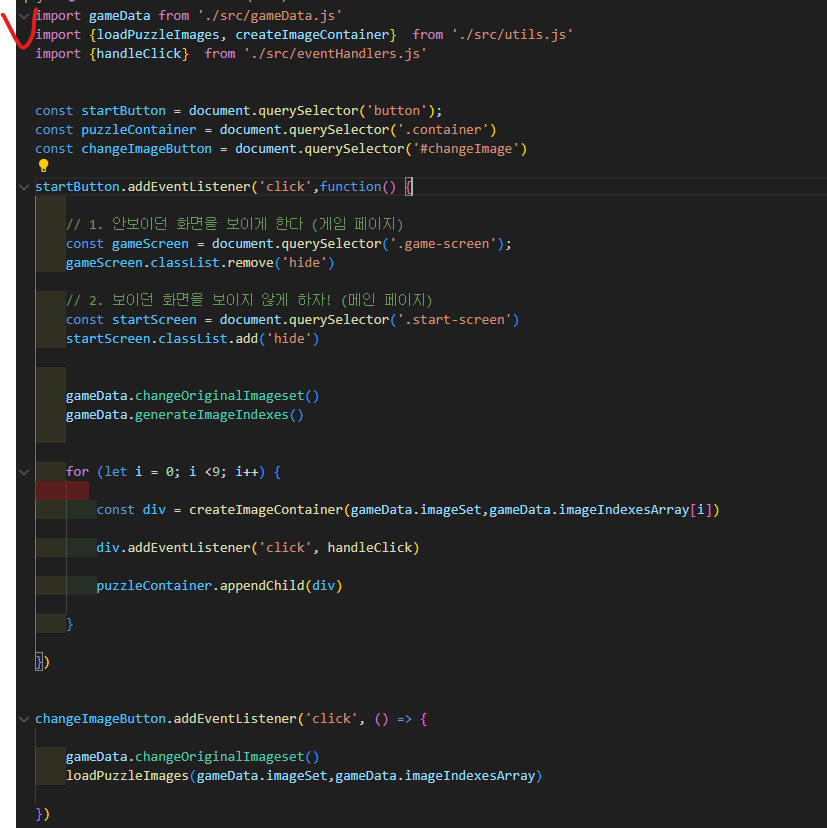 import gameData from './src/gameData.js'
import {loadPuzzleImages, createImageContainer}  from './src/utils.js'
import {handleClick}  from './src/eventHandlers.js'
const startButton = document.querySelector('button');
const puzzleContainer = document.querySelector('.container')
const changeImageButton = document.querySelector('#changeImage')
startButton.addEventListener('click',function() {
// 1. 안보이던 화면을 보이게 한다 (게임 페이지)
const gameScreen = document.querySelector('.game-screen');
gameScreen.classList.remove('hide')
// 2. 보이던 화면을 보이지 않게 하자! (메인 페이지)
const startScreen = document.querySelector('.start-screen')
startScreen.classList.add('hide')
gameData.changeOriginalImageset()
gameData.generateImageIndexes()
for (let i = 0; i <9; i++) {
const div = createImageContainer(gameData.imageSet,gameData.imageIndexesArray[i])
div.addEventListener('click', handleClick)
puzzleContainer.appendChild(div)
}
})
changeImageButton.addEventListener('click', () => {
gameData.changeOriginalImageset()
loadPuzzleImages(gameData.imageSet,gameData.imageIndexesArray)
})